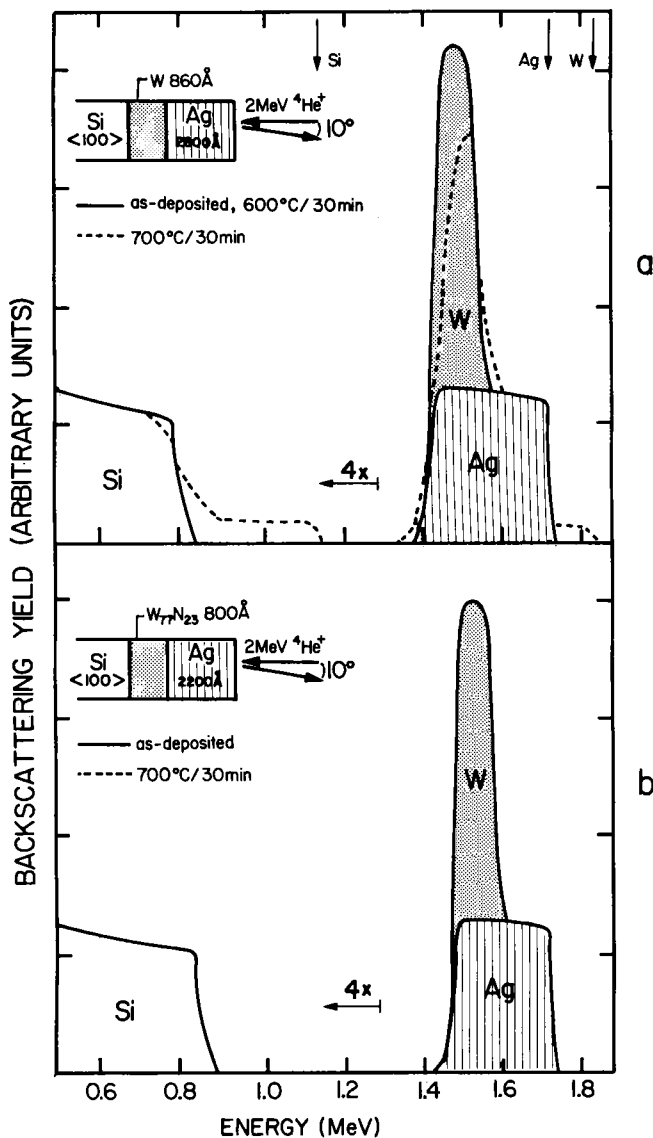 BACKSCATTERING YIELD (ARBITRARY UNITS)
Si
Ag
W
W 860Å
Si
<100>
Ag
2MeV ⁴He⁺
10°
as-deposited, 600°C/30min
700°C/30min
a
W
4x
Si
Ag
W₇₇N₂₃ 800Å
Si
<100>
Ag
2200Å
2MeV ⁴He⁺
10°
as-deposited
700°C/30min
b
W
4x
Si
Ag
0.6 0.8 1.0 1.2 1.4 1.6 1.8
ENERGY (MeV)